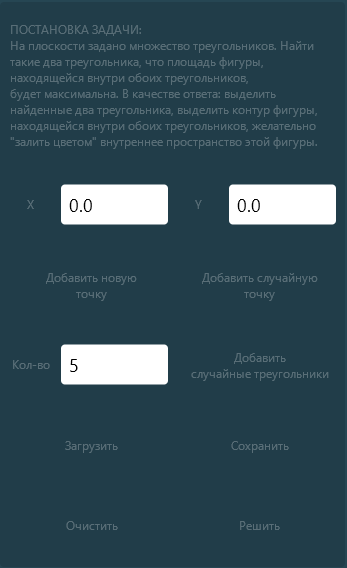 ПОСТАНОВКА ЗАДАЧИ:
На плоскости задано множество треугольников. Найти
такие два треугольника, что площадь фигуры,
находящейся внутри обоих треугольников,
будет максимальна. В качестве ответа: выделить
найденные два треугольника, выделить контур фигуры,
находящейся внутри обоих треугольников, желательно
"залить цветом" внутреннее пространство этой фигуры.
X 0.0 Y 0.0
Добавить новую
точку
Добавить случайную
точку
Кол-во 5
Добавить
случайные треугольники
Загрузить Сохранить
Очистить Решить